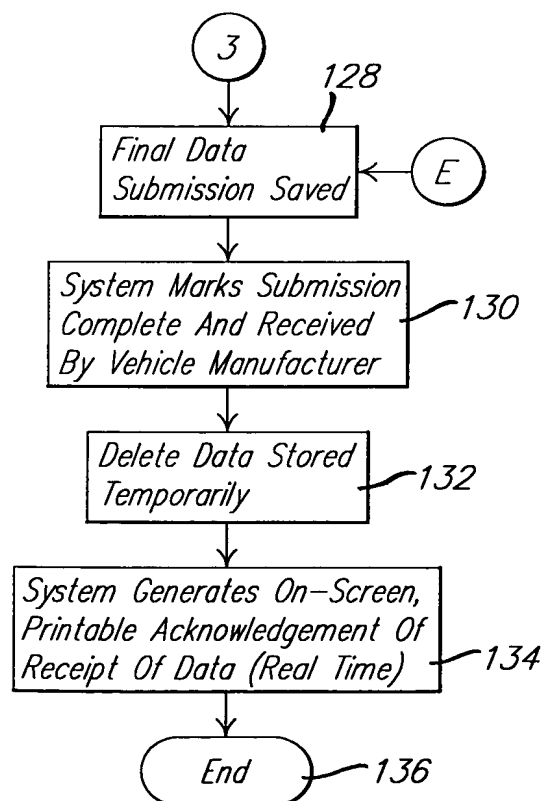 3
128
Final Data
Submission Saved
E
System Marks Submission
Complete And Received
By Vehicle Manufacturer
130
Delete Data Stored
Temporarily
132
System Generates On-Screen,
Printable Acknowledgement Of
Receipt Of Data (Real Time)
134
End
136